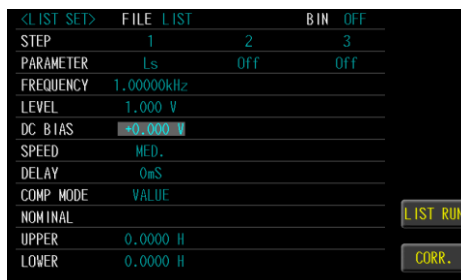 <LIST SET> FILE LIST BIN OFF
STEP 1 2 3
PARAMETER Ls Off Off
FREQUENCY 1.00000kHz
LEVEL 1.000 V
DC BIAS +0.000 V
SPEED MED.
DELAY 0mS
COMP MODE VALUE
NOMINAL
LIST RUN
UPPER 0.0000 H
LOWER 0.0000 H
CORR.